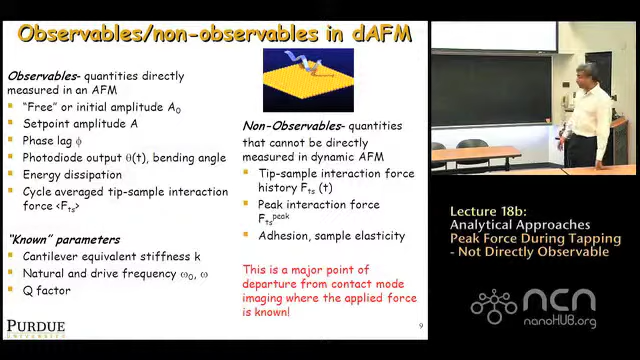 Observables/non-observables in dAFM
Observables- quantities directly
measured in an AFM
"Free" or initial amplitude A0
Setpoint amplitude A
Phase lag ϕ
Photodiode output θ(t), bending angle
Energy dissipation
Cycle averaged tip-sample interaction
force <Fts>
"Known" parameters
Cantilever equivalent stiffness k
Natural and drive frequency ω0, ω
Q factor
Non-Observables- quantities
that cannot be directly
measured in dynamic AFM
Tip-sample interaction force
history Fts (t)
Peak interaction force
Fts peak
Adhesion, sample elasticity
This is a major point of
departure from contact mode
imaging where the applied force
is known!
PURDUE
UNIVERSITY
9
Lecture 18b:
Analytical Approaches
Peak Force During Tapping
- Not Directly Observable
ncn
nanoHUB.org